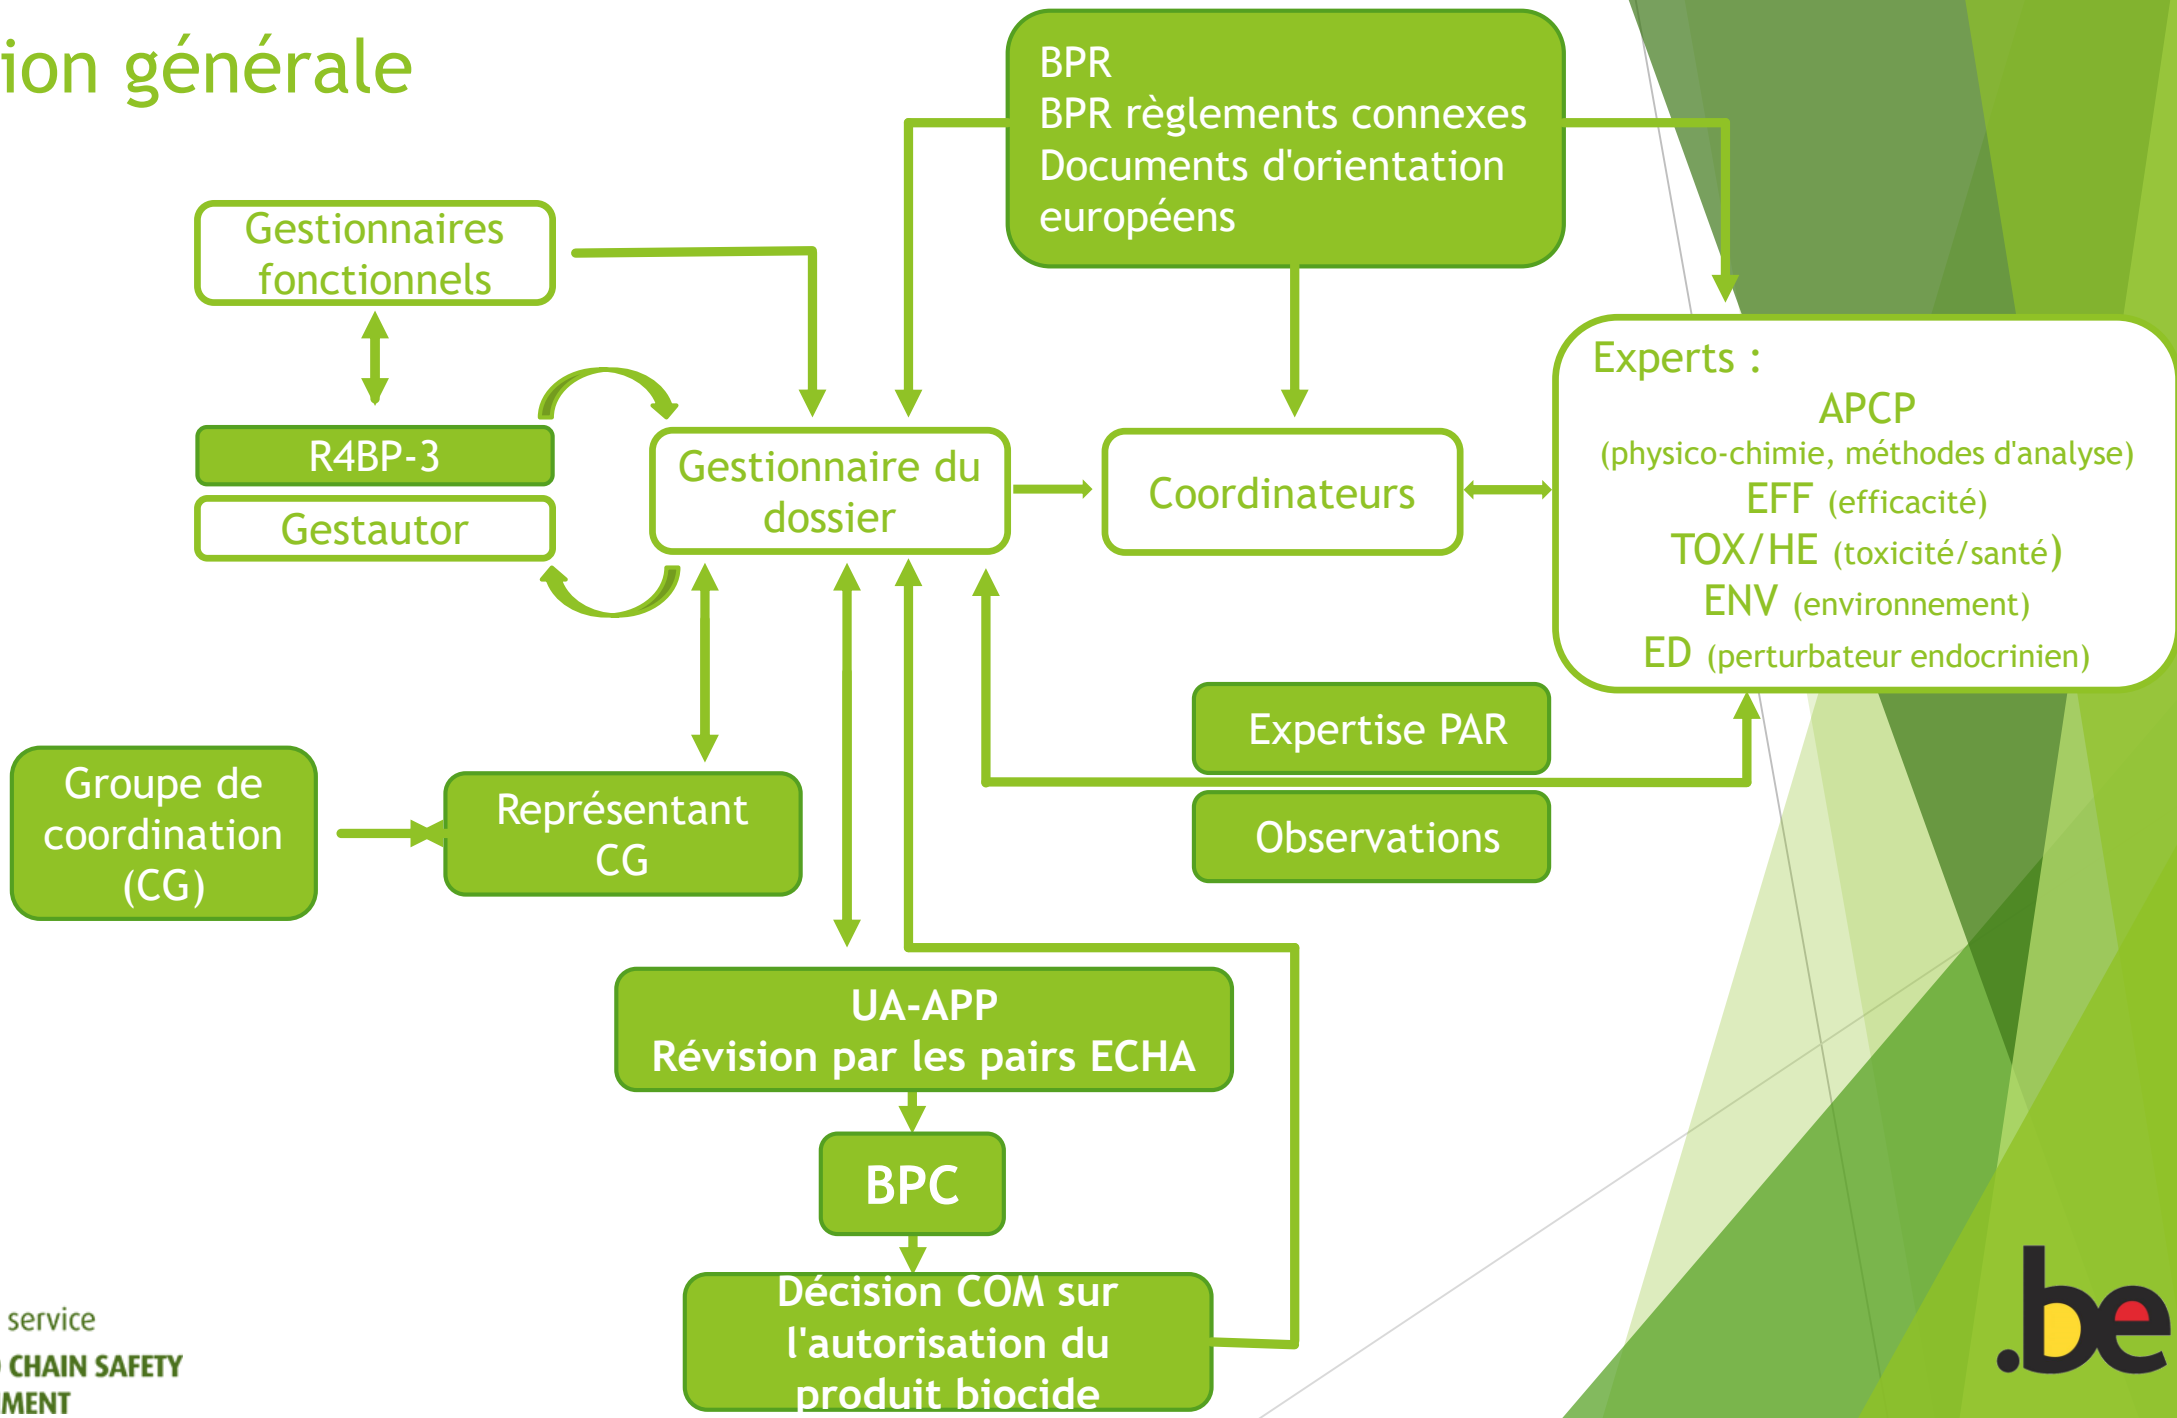 ion générale
BPR
BPR règlements connexes
Documents d'orientation
européens
Gestionnaires
fonctionnels
R4BP-3
Gestautor
Gestionnaire du
dossier
Coordinateurs
Experts :
APCP
(physico-chimie, méthodes d'analyse)
EFF (efficacité)
TOX/HE (toxicité/santé)
ENV (environnement)
ED (perturbateur endocrinien)
Expertise PAR
Observations
Groupe de
coordination
(CG)
Représentant
CG
UA-APP
Révision par les pairs ECHA
BPC
Décision COM sur
l'autorisation du
produit biocide
service
CHAIN SAFETY
MENT
.be